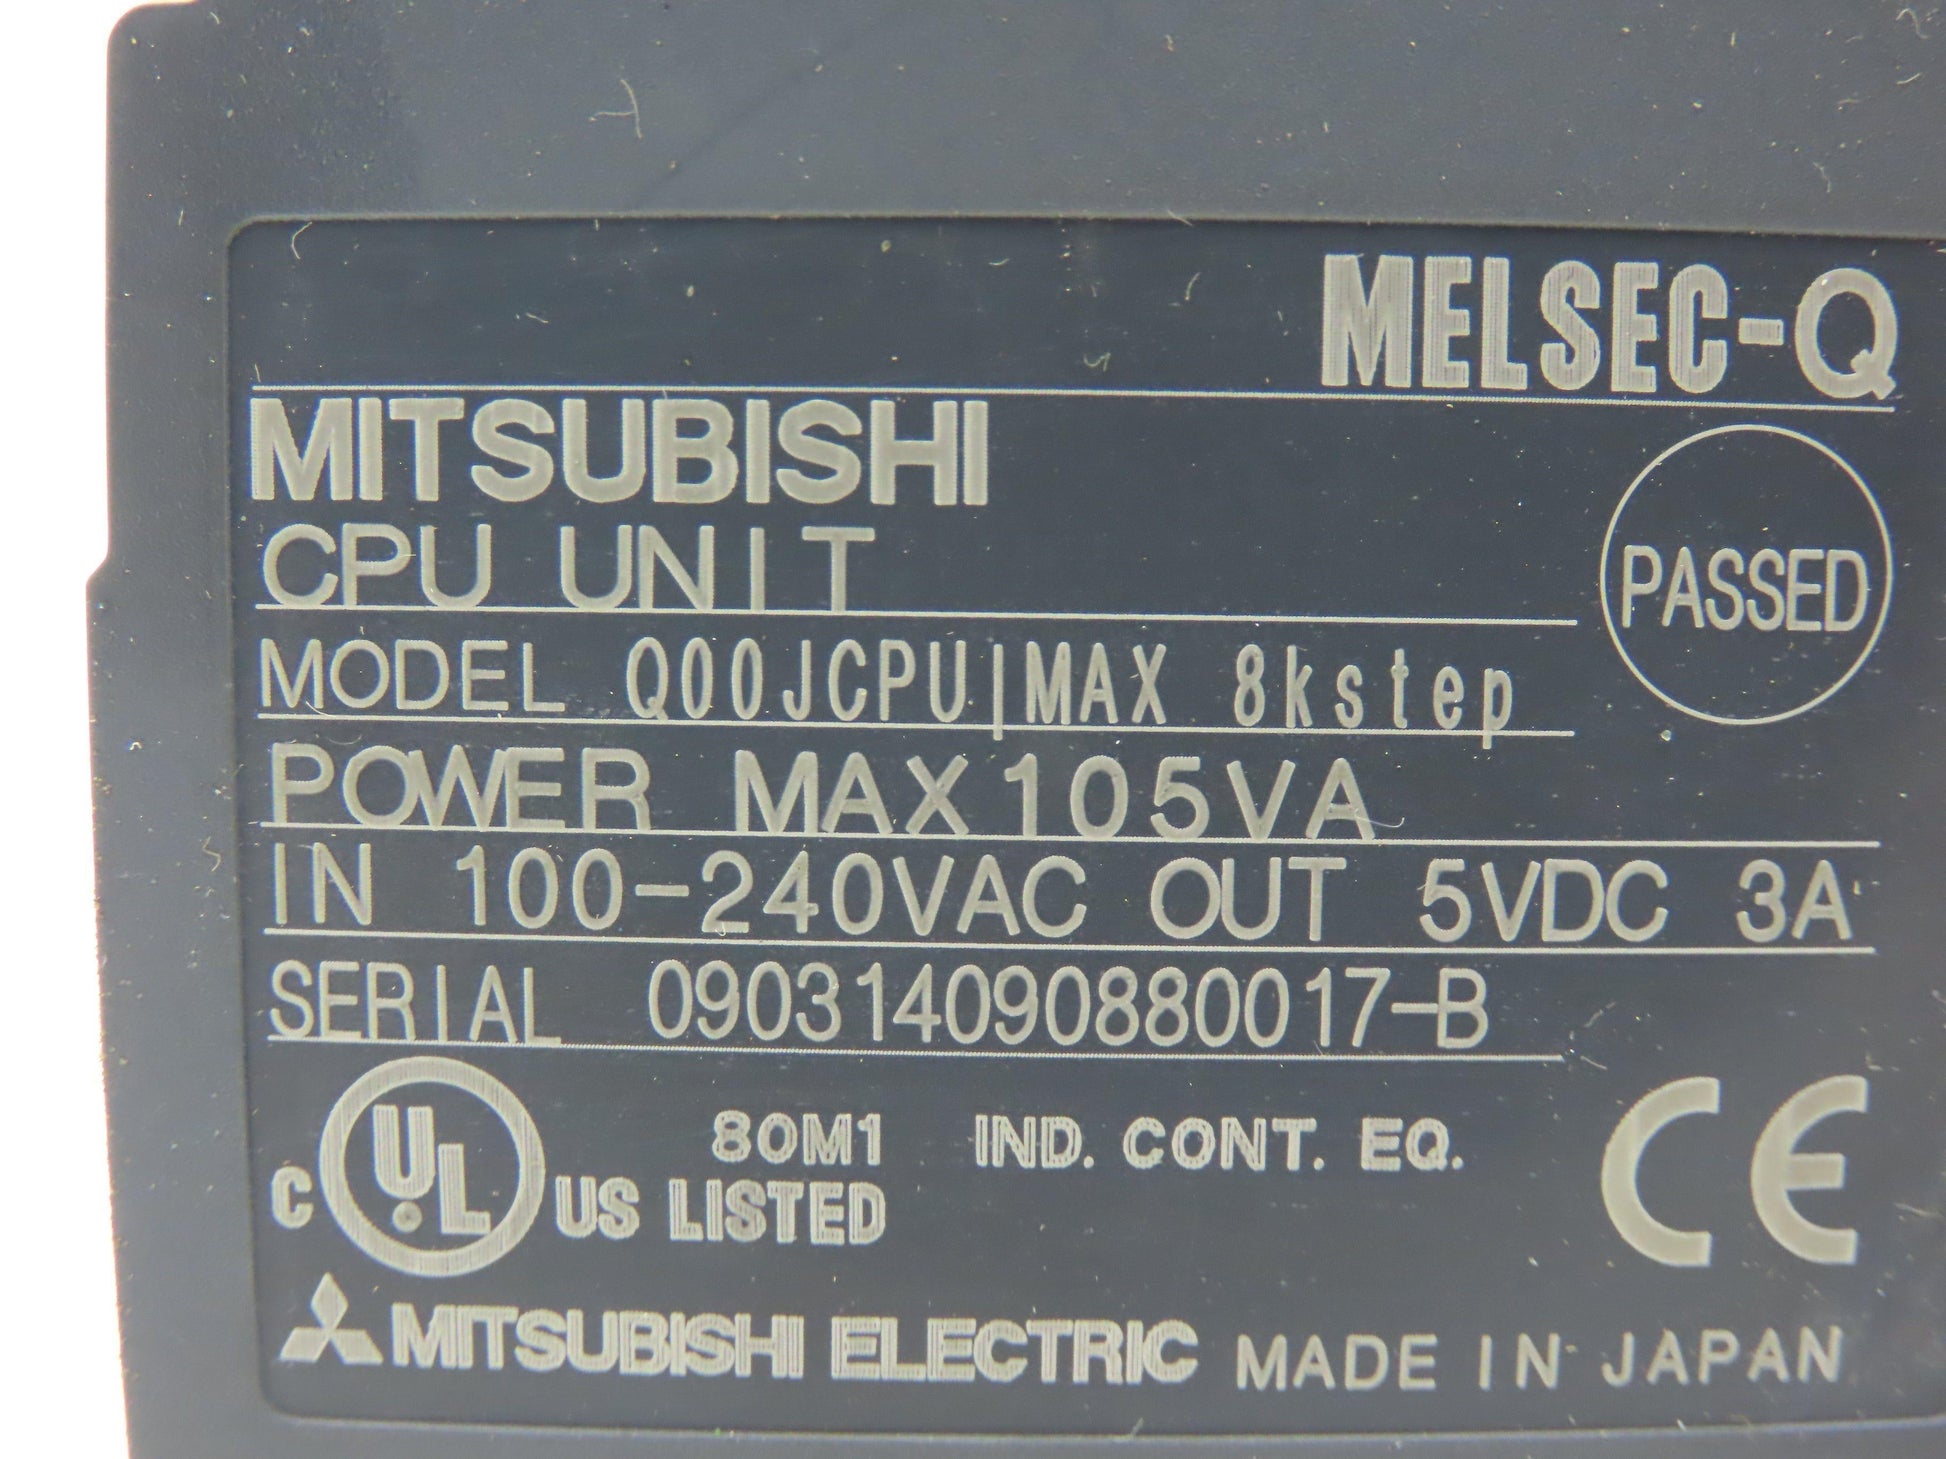 MELSEC-Q
MITSUBISHI
CPU UNIT
PASSED
MODEL Q00JCPU|MAX 8kstep
POWER MAX105VA
IN 100-240VAC OUT 5VDC 3A
SERIAL 090314090880017-B
C UL US LISTED
80M1 IND. CONT. EQ.
CE
MITSUBISHI ELECTRIC MADE IN JAPAN